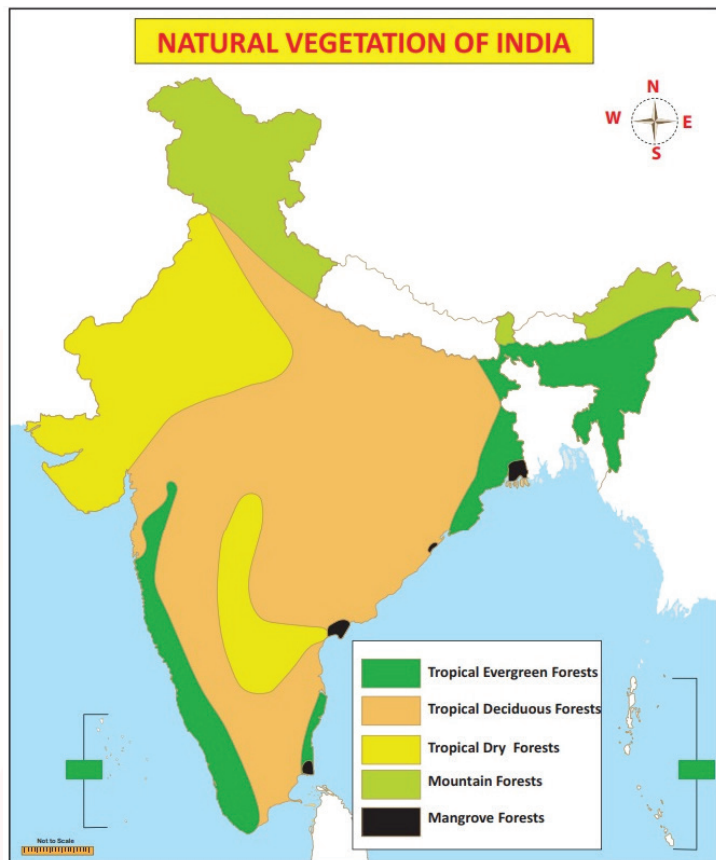 NATURAL VEGETATION OF INDIA
N
W E
S
Tropical Evergreen Forests
Tropical Deciduous Forests
Tropical Dry Forests
Mountain Forests
Mangrove Forests
Not to Scale